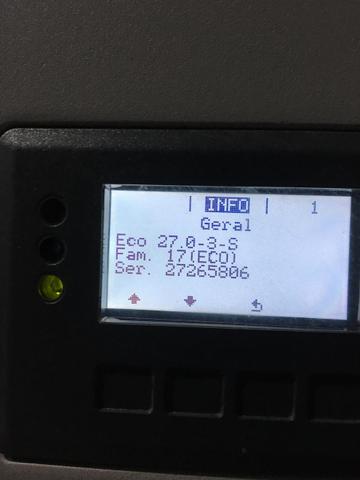 | INFO | 1
Geral
Eco 27.0-3-S
Fam. 17(ECO)
Ser. 27265806